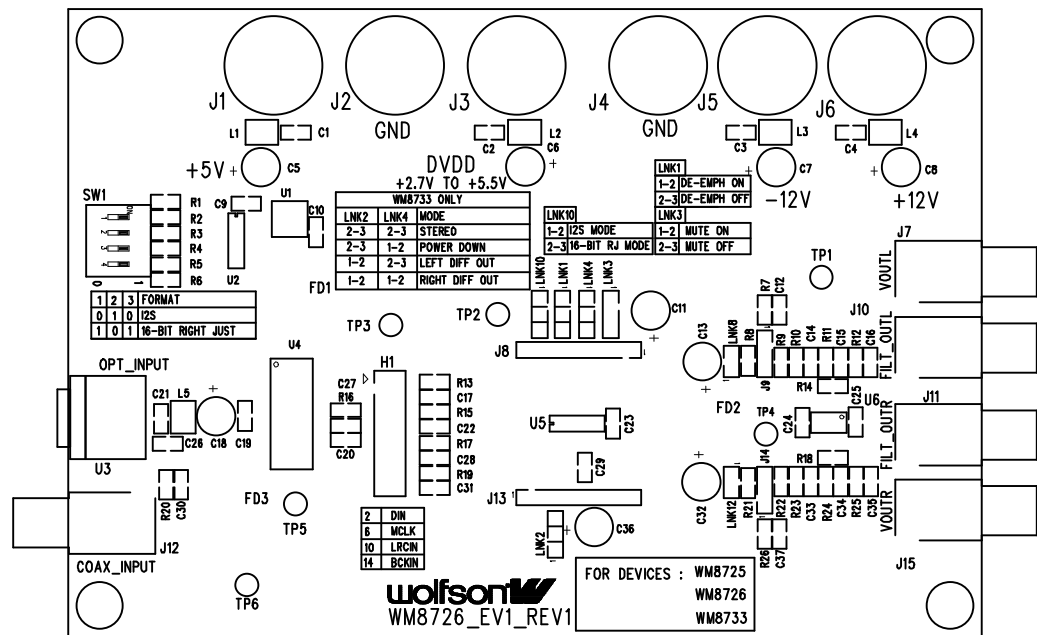 J1 J2 J3 J4 J5 J6
GND GND
L1 C1 C2 L2 C3 L3 C4 L4
+5V + C5 C6 + + C7 + C8
DVDD
+2.7V TO +5.5V
-12V +12V
LNK1
1-2 DE-EMPH ON
2-3 DE-EMPH OFF
LNK3
1-2 MUTE ON
2-3 MUTE OFF
LNK10
1-2 I2S MODE
2-3 16-BIT RJ MODE
WM8733 ONLY
LNK2 LNK4 MODE
2-3 2-3 STEREO
2-3 1-2 POWER DOWN
1-2 2-3 LEFT DIFF OUT
1-2 1-2 RIGHT DIFF OUT
FD1
SW1
ON
1
2
3
4
0 1
R1
R2
R3
R4
R5
R6
C9 U1 C10
U2
1 2 3 FORMAT
0 1 0 I2S
1 0 1 16-BIT RIGHT JUST
LNK10 LNK1 LNK4 LNK3
C11
TP1 TP2 TP3
J7
VOUTL
J8
R7 C12
C13 + LNK8 R8 J9 R9 R10 C14 R11 C15 R12 C16
J10
FILT_OUTL
R14 C25
FD2 TP4 C24 U6
J11
FILT_OUTR
OPT_INPUT
C21 L5 + C18 C19
C26
U3
U4
C27
R16
C20
H1
R13
C17
R15
C22
R17
C28
R19
C31
U5 C23
C29
J13
J14 R18
C32 + LNK12 R21 R22 R23 C33 R24 C34 R25 C35
R26 C37
VOUTR
J15
R20 C30
FD3
TP5
J12
COAX_INPUT
TP6
2 DIN
6 MCLK
10 LRCIN
14 BCKIN
LNK2 + C36
wolfson
WM8726_EV1_REV1
FOR DEVICES : WM8725
WM8726
WM8733